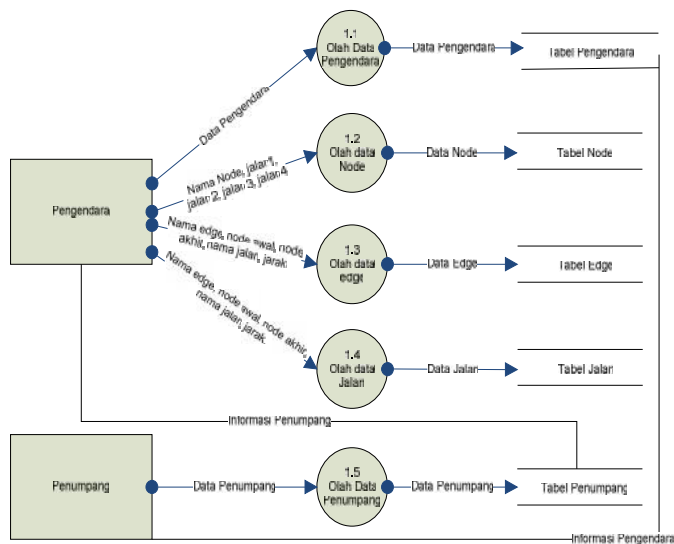 1.1
Olah Data
Pengendara
Data Pengendara
Tabel Pengendara
Data Pengendara
1.2
Olah data
Node
Data Node
Tabel Node
Nama Node, jalan1,
jalan 2, jalan 3, jalan 4
Pengendara
Nama edge, node awal, node
akhir, nama jalan, jarak
1.3
Olah data
edge
Data Edge
Tabel Edge
Nama edge, node awal, node akhir,
nama jalan, jarak
1.4
Olah data
Jalan
Data Jalan
Tabel Jalan
Informasi Penumpang
Penumpang
Data Penumpang
1.5
Olah Data
Penumpang
Data Penumpang
Tabel Penumpang
Informasi Pengendara